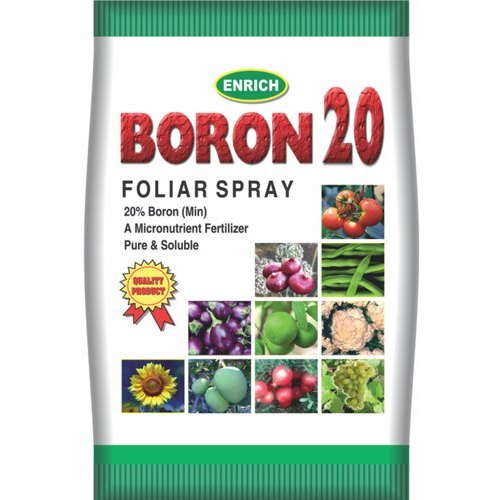 ENRICH
BORON 20
FOLIAR SPRAY
20% Boron (Min)
A Micronutrient Fertilizer
Pure & Soluble
QUALITY
PRODUCT